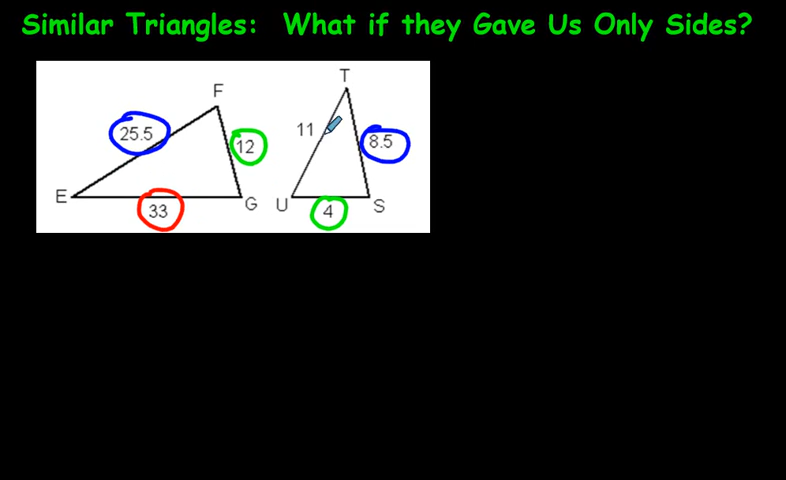 Similar Triangles: What if they Gave Us Only Sides?
T
F
25.5
12
11
8.5
E
33
G
U
4
S